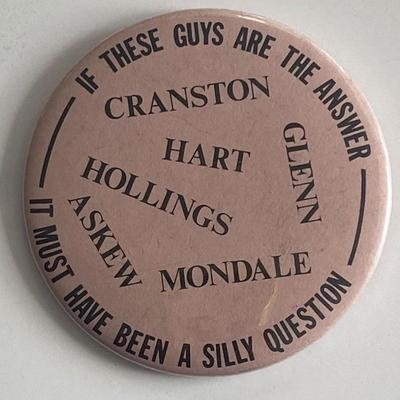 IF THESE GUYS ARE THE ANSWER
CRANSTON
HART
GLENN
HOLLINGS
ASKEW
MONDALE
IT MUST HAVE BEEN A SILLY QUESTION